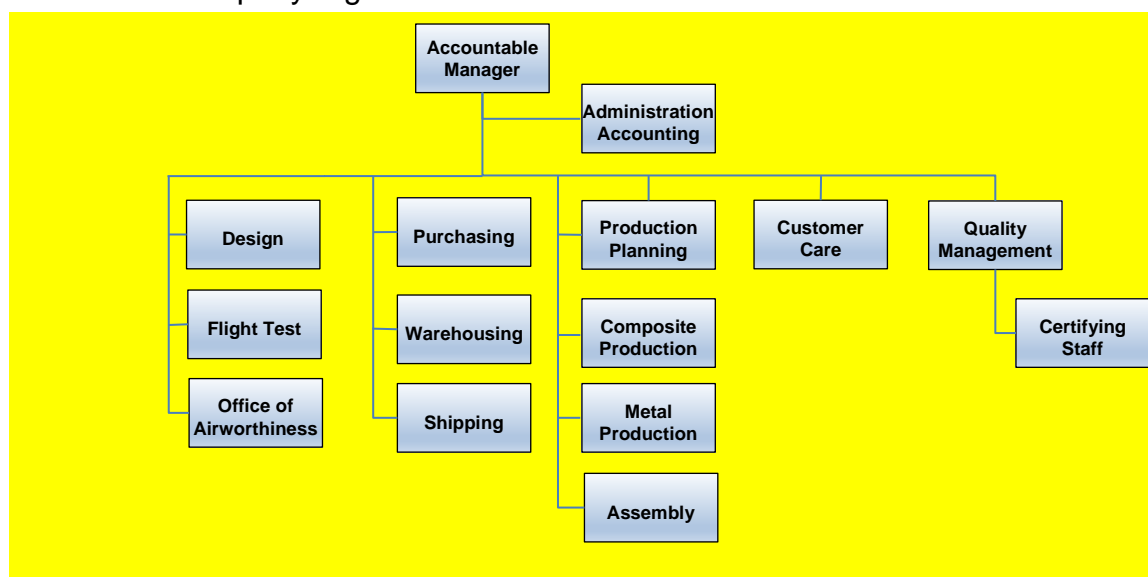 Accountable
Manager
Administration
Accounting
Design
Purchasing
Production
Planning
Customer
Care
Quality
Management
Flight Test
Warehousing
Composite
Production
Certifying
Staff
Office of
Airworthiness
Shipping
Metal
Production
Assembly